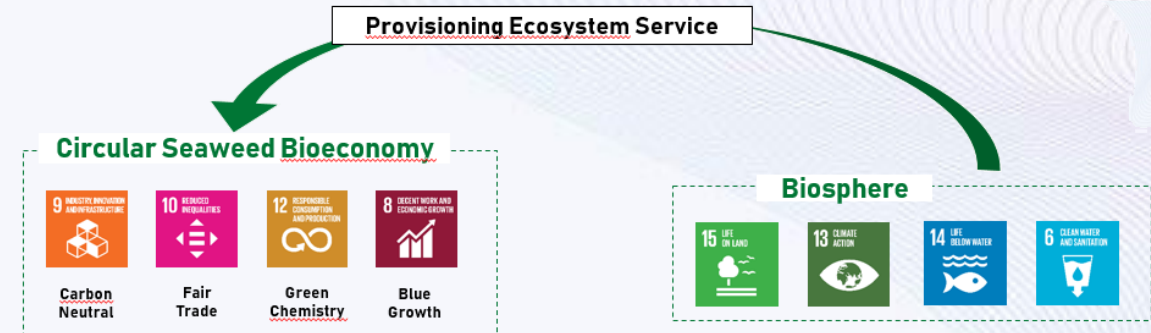 Provisioning Ecosystem Service
Circular Seaweed Bioeconomy
9 INDUSTRY, INNOVATION
AND INFRASTRUCTURE
10 REDUCED
INEQUALITIES
12 RESPONSIBLE
CONSUMPTION
AND PRODUCTION
8 DECENT WORK AND
ECONOMIC GROWTH
Carbon
Neutral
Fair
Trade
Green
Chemistry
Blue
Growth
Biosphere
15 LIFE
ON LAND
13 CLIMATE
ACTION
14 LIFE
BELOW WATER
6 CLEAN WATER
AND SANITATION